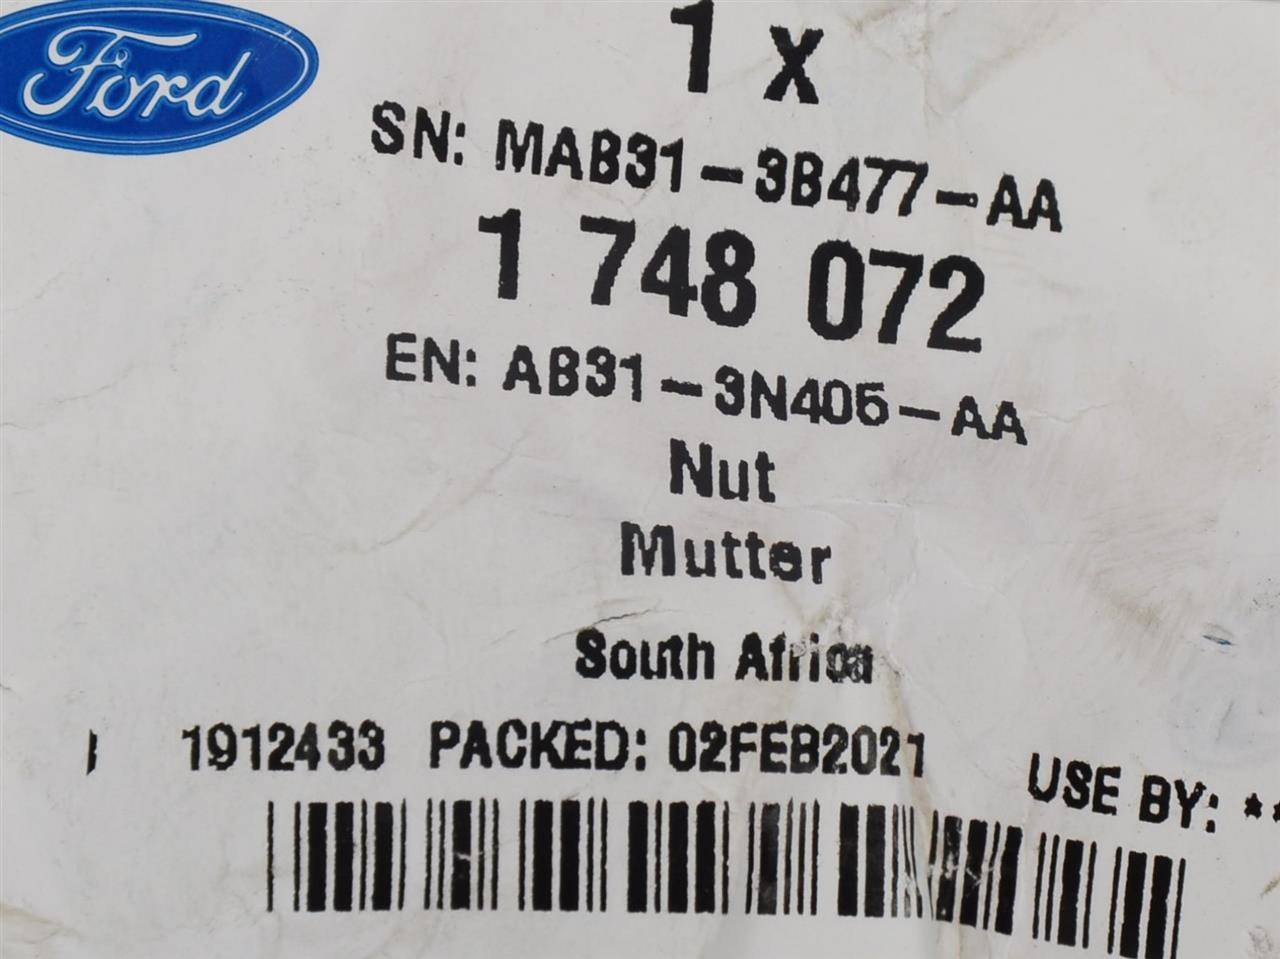 Ford
1 X
SN: MAB31-3B477-AA
1 748 072
EN: AB31-3N405-AA
Nut
Mutter
South Africa
1912433 PACKED: 02FEB2021 USE BY: **